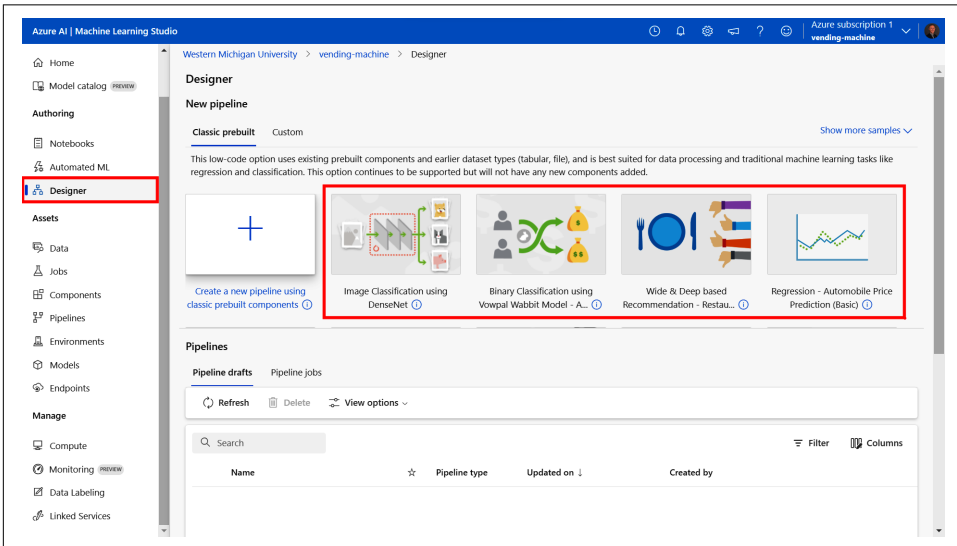 Azure AI | Machine Learning Studio
Azure subscription 1
vending-machine
Home
Model catalog PREVIEW
Authoring
Notebooks
Automated ML
Designer
Assets
Data
Jobs
Components
Pipelines
Environments
Models
Endpoints
Manage
Compute
Monitoring PREVIEW
Data Labeling
Linked Services
Western Michigan University > vending-machine > Designer
Designer
New pipeline
Classic prebuilt Custom
Show more samples
This low-code option uses existing prebuilt components and earlier dataset types (tabular, file), and is best suited for data processing and traditional machine learning tasks like
regression and classification. This option continues to be supported but will not have any new components added.
Create a new pipeline using
classic prebuilt components
Image Classification using
DenseNet
Binary Classification using
Vowpal Wabbit Model - A...
Wide & Deep based
Recommendation - Restau...
Regression - Automobile Price
Prediction (Basic)
Pipelines
Pipeline drafts Pipeline jobs
Refresh Delete View options
Search
Filter Columns
Name Pipeline type Updated on ↓ Created by